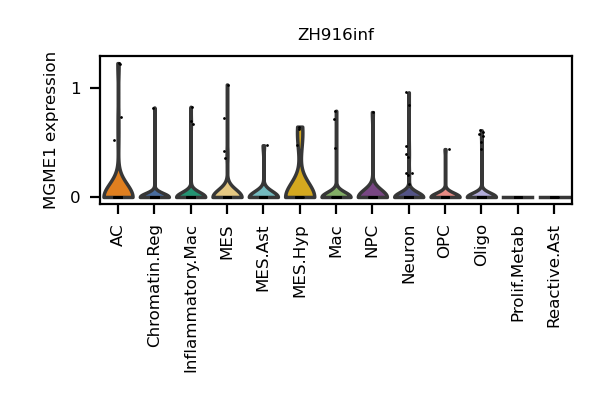 ZH916inf
MGME1 expression
1
0
AC
Chromatin.Reg
Inflammatory.Mac
MES
MES.Ast
MES.Hyp
Mac
NPC
Neuron
OPC
Oligo
Prolif.Metab
Reactive.Ast